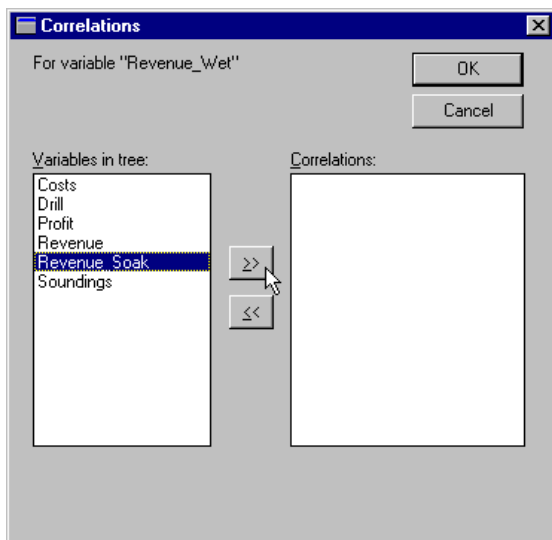 Correlations
For variable "Revenue_Wet"
OK
Cancel
Variables in tree:
Correlations:
Costs
Drill
Profit
Revenue
Revenue_Soak
Soundings
>>
<<